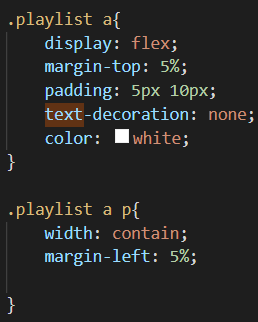 .playlist a{
display: flex;
margin-top: 5%;
padding: 5px 10px;
text-decoration: none;
color: white;
}
.playlist a p{
width: contain;
margin-left: 5%;
}